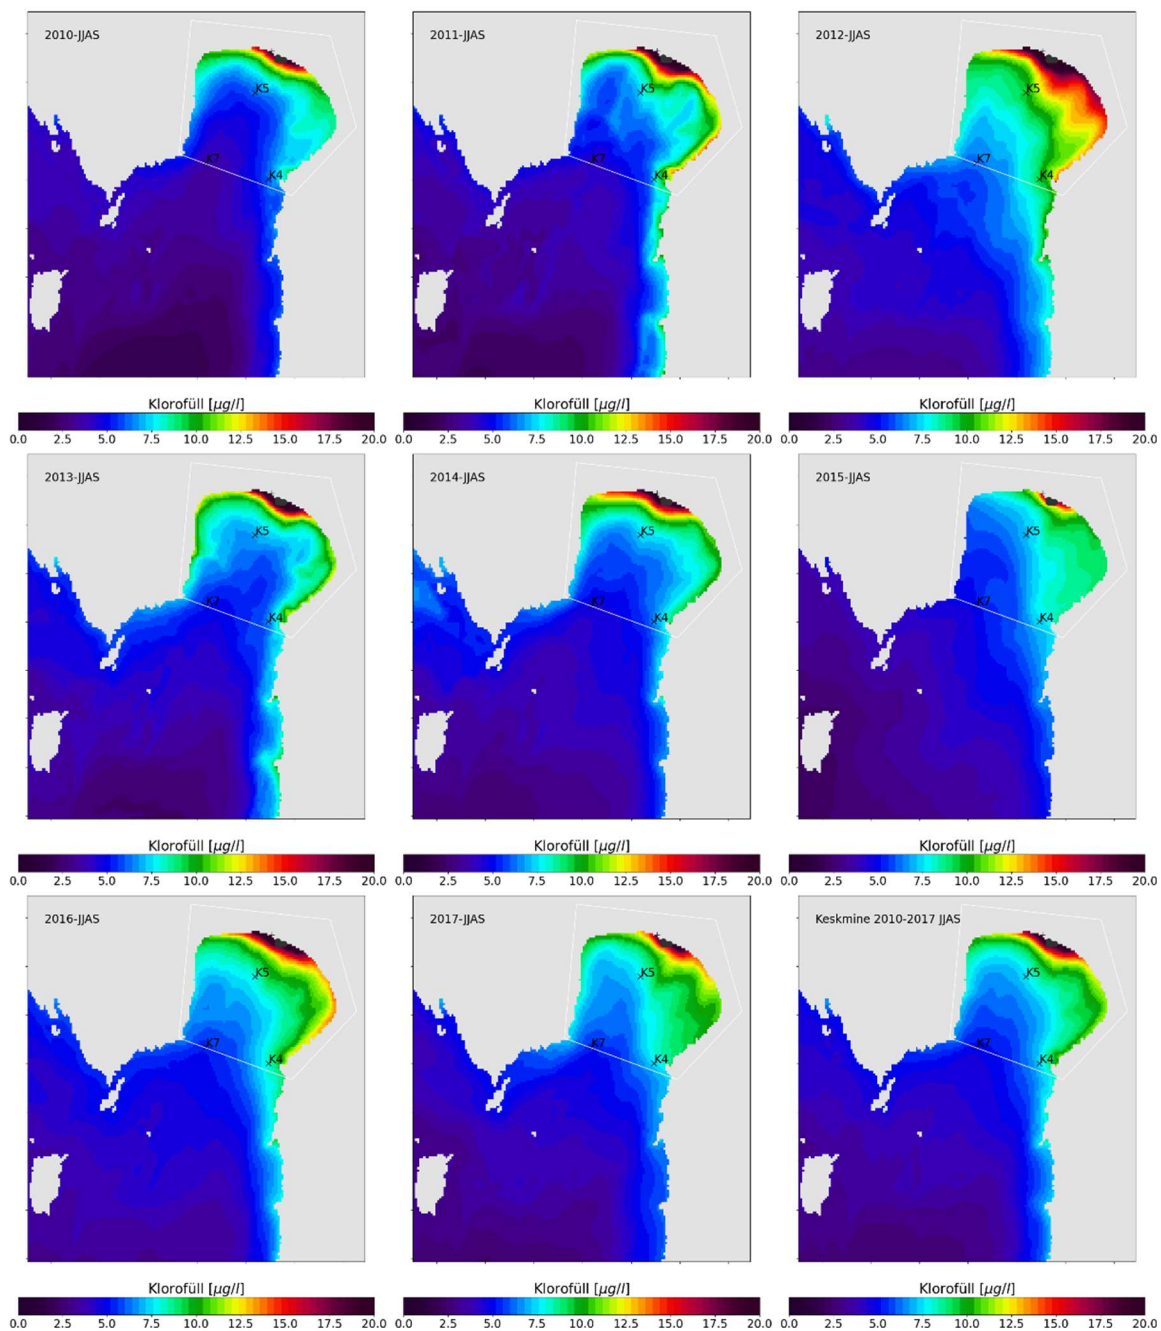 2010-JJAS
2011-JJAS
2012-JJAS
K5
K5
K5
K7
K7
K7
K4
K4
K4
Klorofüll [µg/l]
Klorofüll [µg/l]
Klorofüll [µg/l]
0.0 2.5 5.0 7.5 10.0 12.5 15.0 17.5 20.0
0.0 2.5 5.0 7.5 10.0 12.5 15.0 17.5 20.0
0.0 2.5 5.0 7.5 10.0 12.5 15.0 17.5 20.0
2013-JJAS
2014-JJAS
2015-JJAS
K5
K5
K5
K7
K7
K7
K4
K4
K4
Klorofüll [µg/l]
Klorofüll [µg/l]
Klorofüll [µg/l]
0.0 2.5 5.0 7.5 10.0 12.5 15.0 17.5 20.0
0.0 2.5 5.0 7.5 10.0 12.5 15.0 17.5 20.0
0.0 2.5 5.0 7.5 10.0 12.5 15.0 17.5 20.0
2016-JJAS
2017-JJAS
Keskmine 2010-2017 JJAS
K5
K5
K5
K7
K7
K7
K4
K4
K4
Klorofüll [µg/l]
Klorofüll [µg/l]
Klorofüll [µg/l]
0.0 2.5 5.0 7.5 10.0 12.5 15.0 17.5 20.0
0.0 2.5 5.0 7.5 10.0 12.5 15.0 17.5 20.0
0.0 2.5 5.0 7.5 10.0 12.5 15.0 17.5 20.0